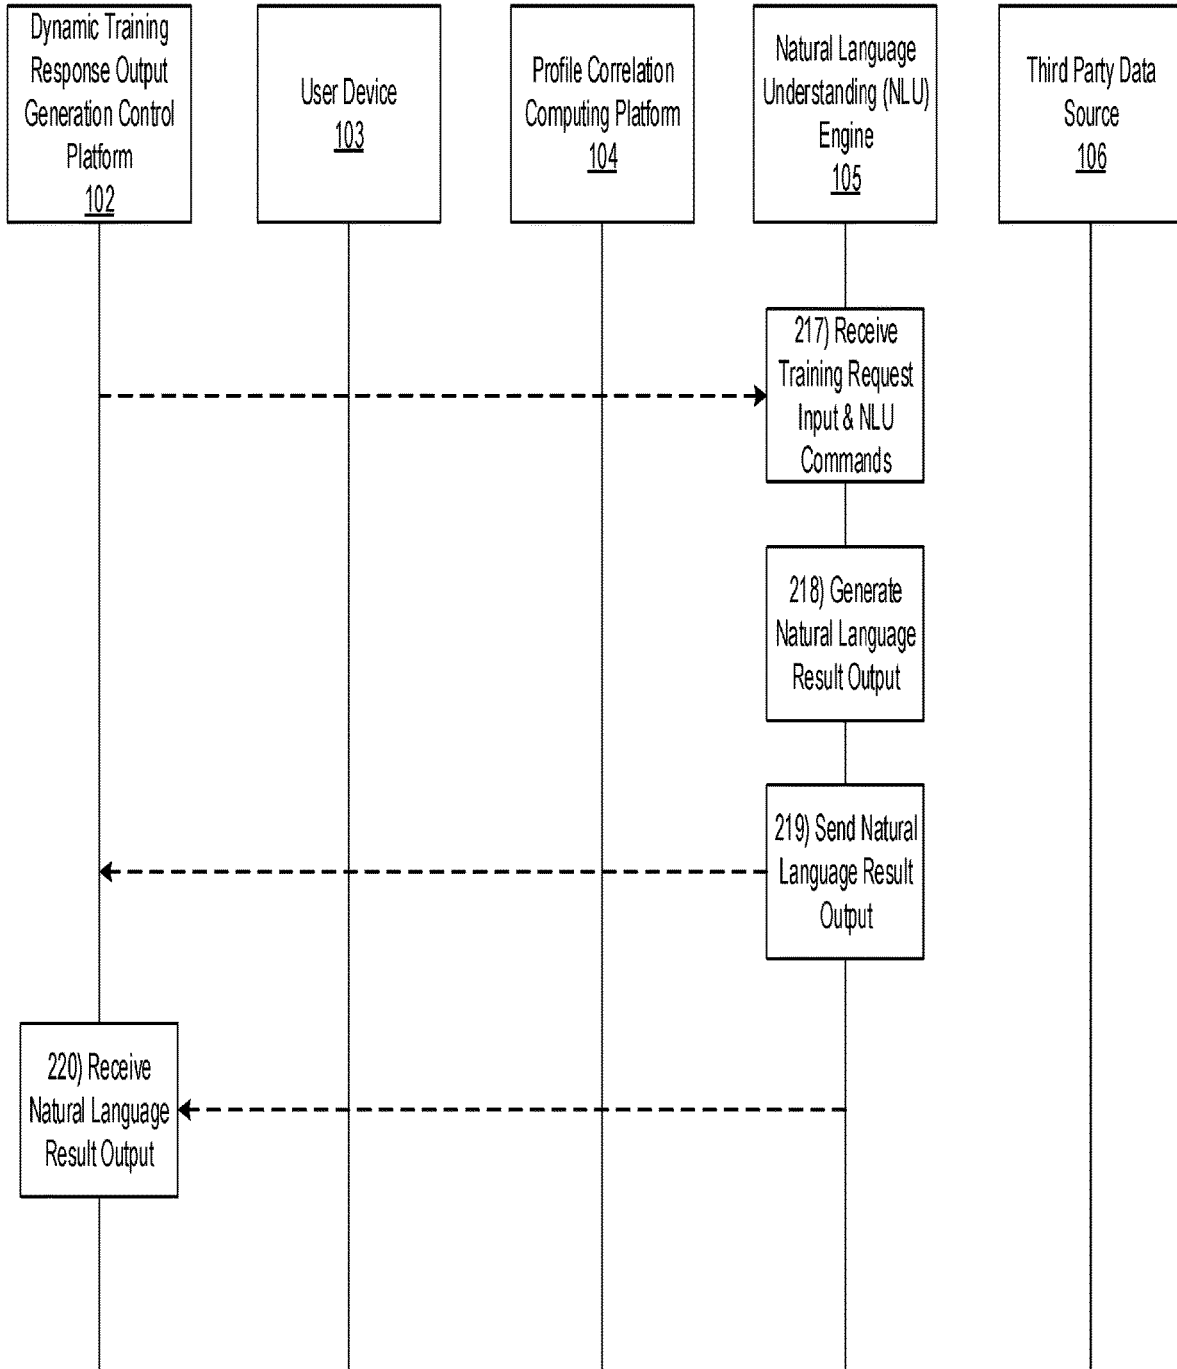 Dynamic Training
Response Output
Generation Control
Platform
102
User Device
103
Profile Correlation
Computing Platform
104
Natural Language
Understanding (NLU)
Engine
105
Third Party Data
Source
106
217) Receive
Training Request
Input & NLU
Commands
218) Generate
Natural Language
Result Output
219) Send Natural
Language Result
Output
220) Receive
Natural Language
Result Output